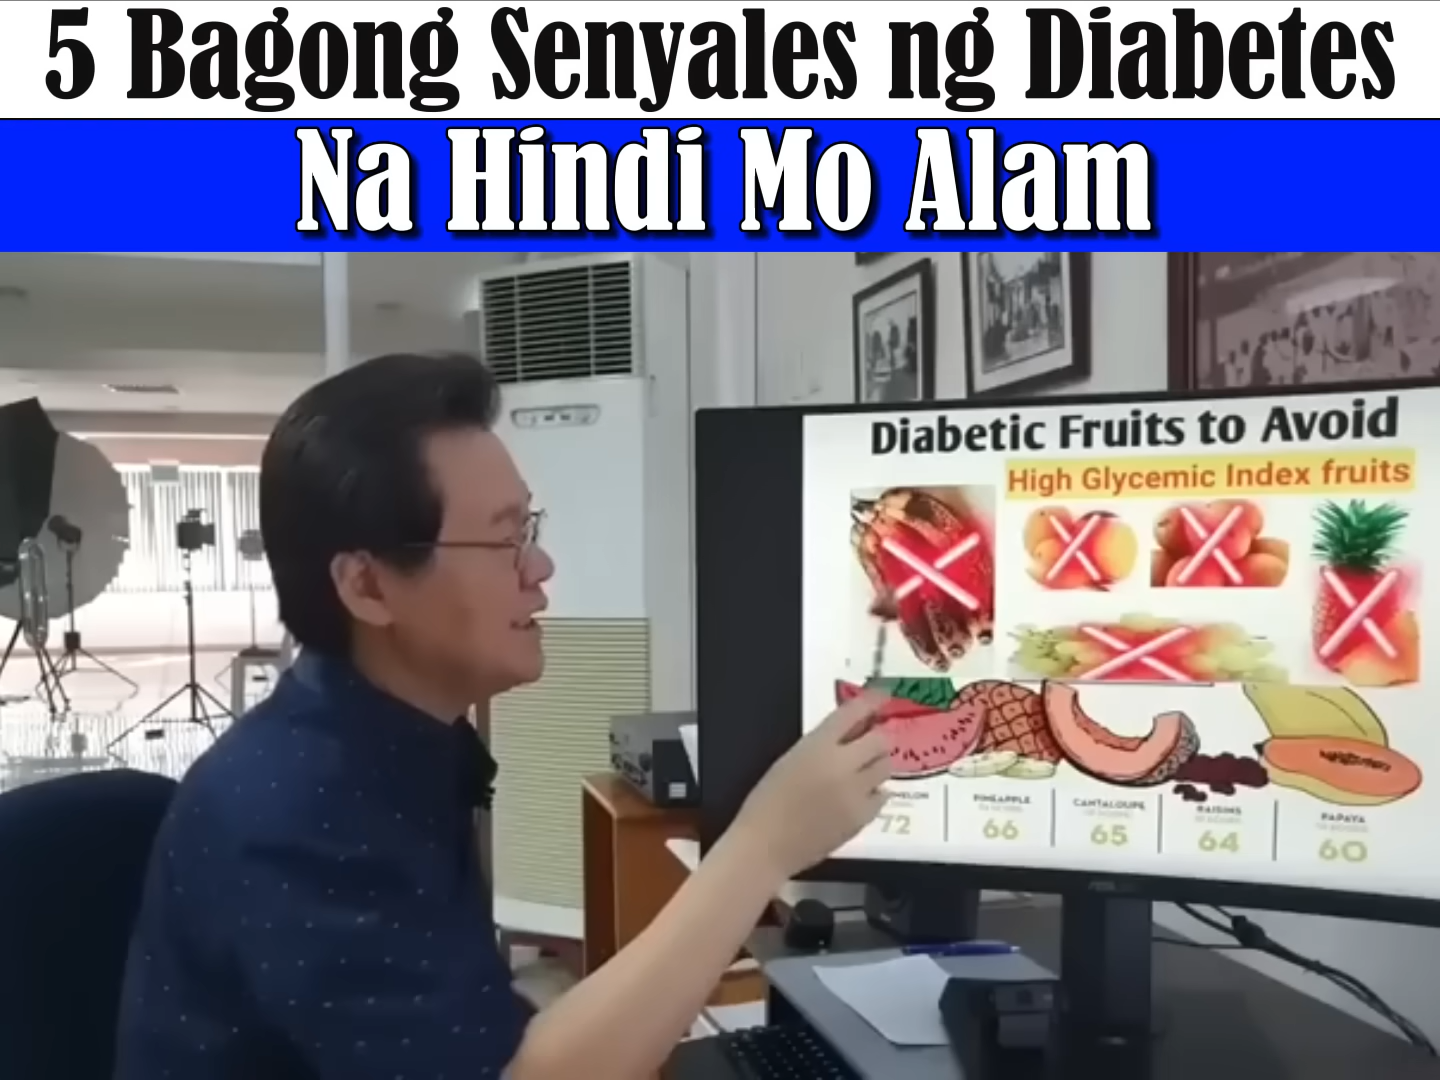 5 Bagong Senyales ng Diabetes
Na Hindi Mo Alam
Diabetic Fruits to Avoid
High Glycemic Index fruits
PINEAPPLE
CANTALOUPE
RAISINS
PAPAYA
72
66
65
64
60